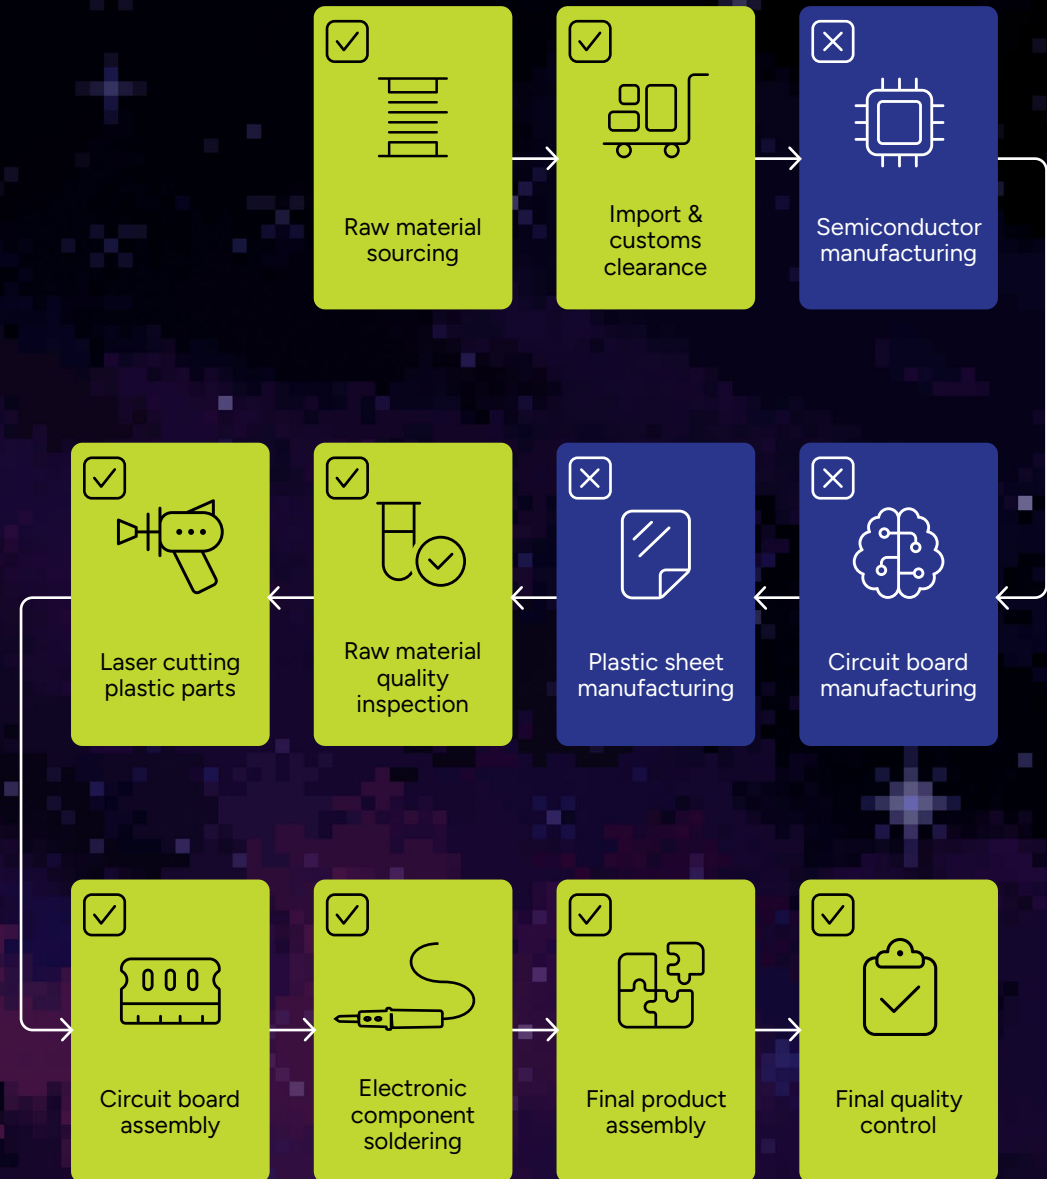 Raw material
sourcing
Import &
customs
clearance
Semiconductor
manufacturing
Circuit board
manufacturing
Plastic sheet
manufacturing
Raw material
quality
inspection
Laser cutting
plastic parts
Circuit board
assembly
Electronic
component
soldering
Final product
assembly
Final quality
control